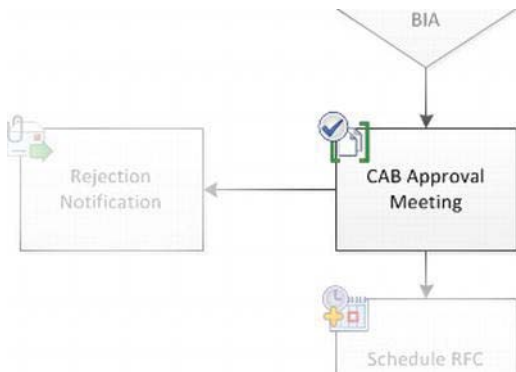 BIA
CAB Approval
Meeting
Rejection
Notification
Schedule RFC